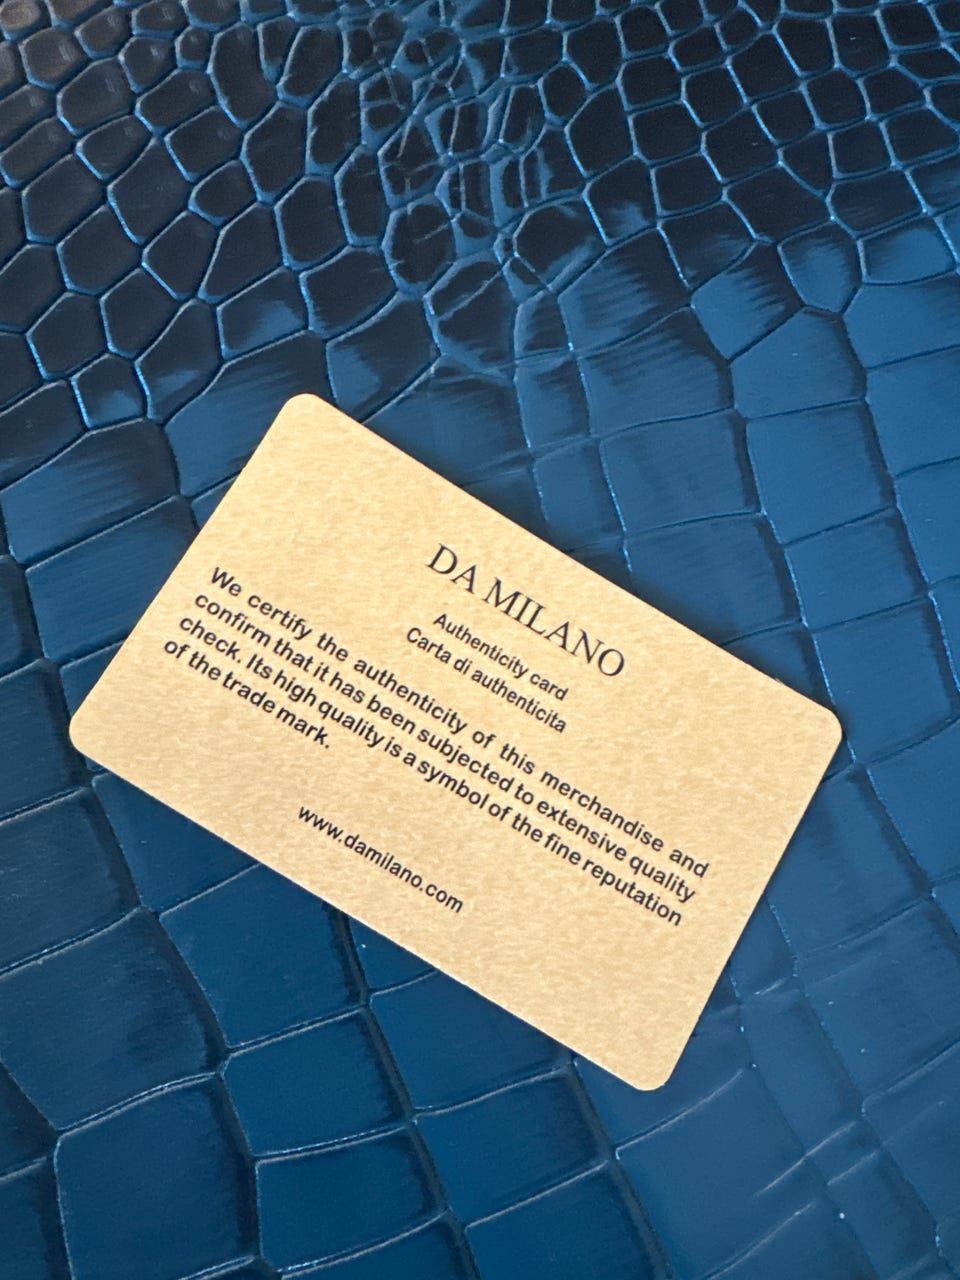 DA MILANO
Authenticity card
Carta di authenticita
We certify the authenticity of this merchandise and
confirm that it has been subjected to extensive quality
check. Its high quality is a symbol of the fine reputation
of the trade mark.
www.damilano.com